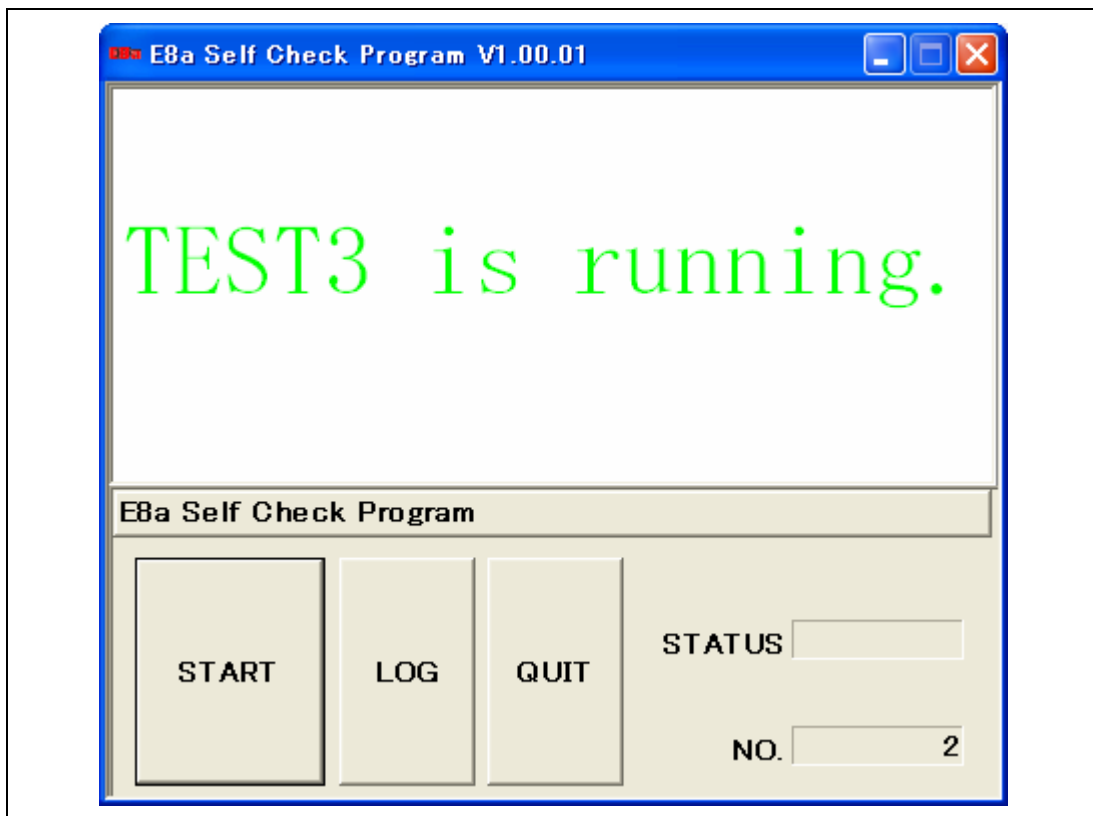 E8a E8a Self Check Program V1.00.01
TEST3 is running.
E8a Self Check Program
START LOG QUIT
STATUS
NO. 2